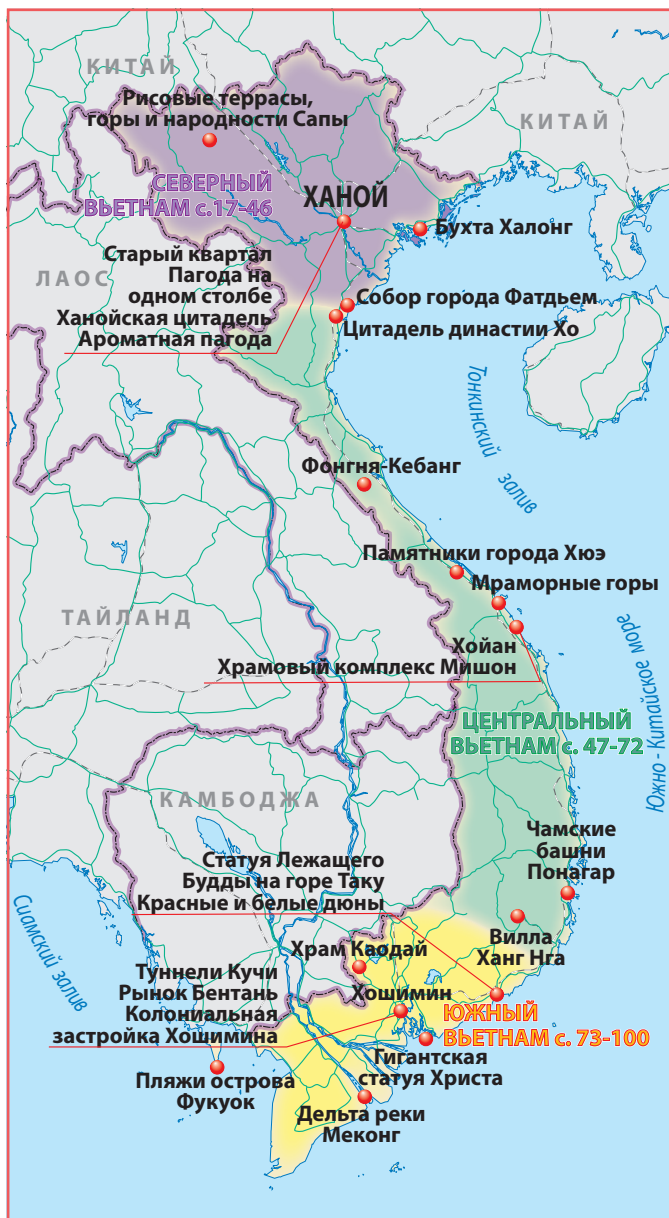 КИТАЙ
Рисовые террасы,
горы и народности Сапы
КИТАЙ
СЕВЕРНЫЙ
ВЬЕТНАМ с.17-46
ХАНОЙ
Бухта Халонг
Старый квартал
Пагода на
одном столбе
Ханойская цитадель
Ароматная пагода
ЛАОС
Собор города Фатдьем
Цитадель династии Хо
Тонкинский залив
Фонгня-Кебанг
Памятники города Хюэ
Мраморные горы
ТАЙЛАНД
Хойан
Храмовый комплекс Мишон
Южно - Китайское море
ЦЕНТРАЛЬНЫЙ
ВЬЕТНАМ с. 47-72
КАМБОДЖА
Чамские
башни
Понагар
Статуя Лежащего
Будды на горе Таку
Красные и белые дюны
Сиамский залив
Вилла
Ханг Нга
Храм Каодай
Туннели Кучи
Рынок Бентань
Колониальная
застройка Хошимина
Хошимин
ЮЖНЫЙ
ВЬЕТНАМ с. 73-100
Гигантская
статуя Христа
Пляжи острова
Фукуок
Дельта реки
Меконг